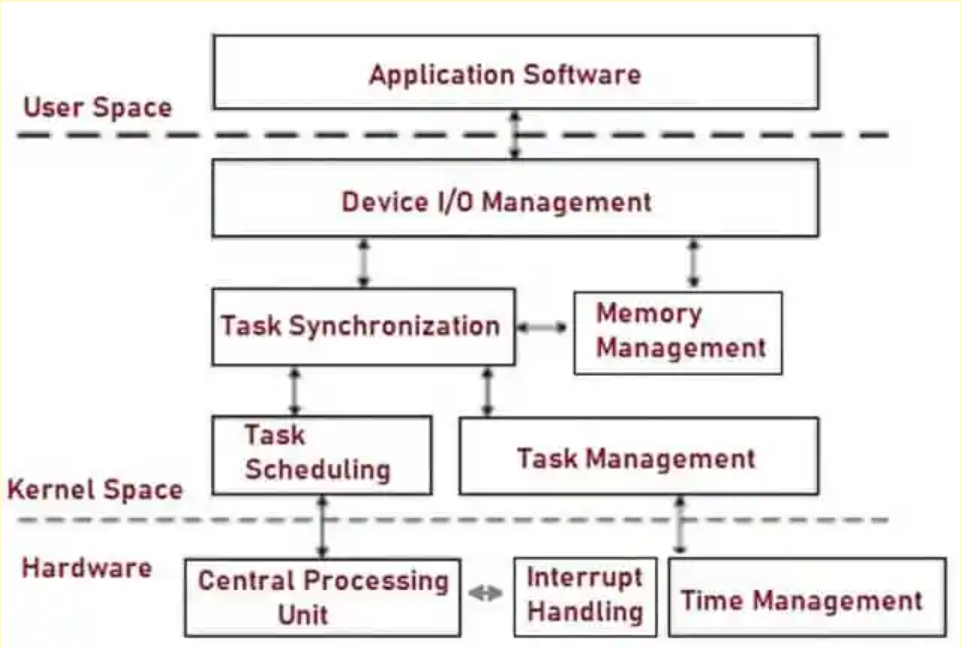 Application Software
User Space
Device I/O Management
Task Synchronization
Memory
Management
Task
Scheduling
Task Management
Kernel Space
Hardware
Central Processing
Unit
Interrupt
Handling
Time Management